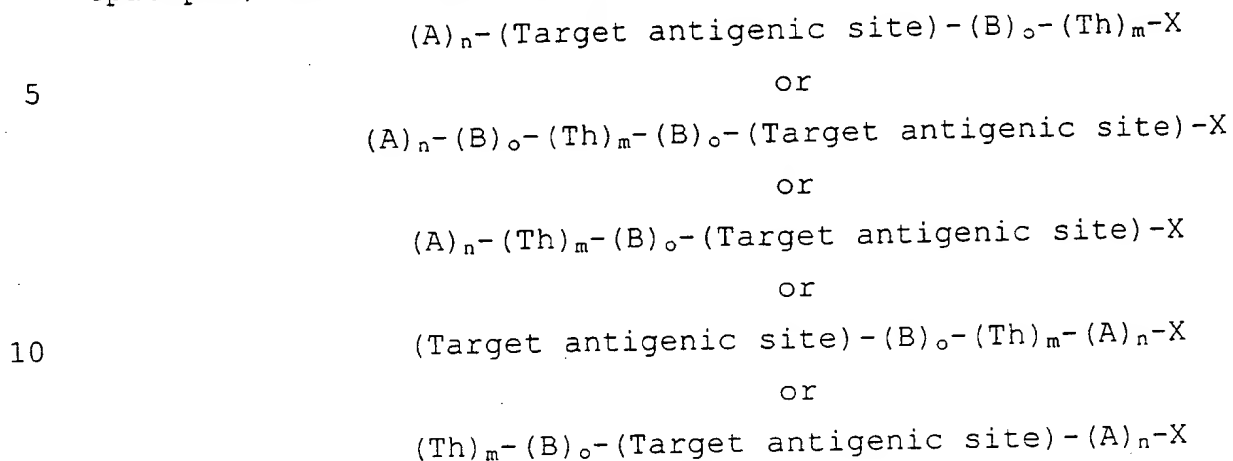 (A)n-(Target antigenic site)-(B)o-(Th)m-X
5 or
(A)n-(B)o-(Th)m-(B)o-(Target antigenic site)-X
or
(A)n-(Th)m-(B)o-(Target antigenic site)-X
or
10 (Target antigenic site)-(B)o-(Th)m-(A)n-X
or
(Th)m-(B)o-(Target antigenic site)-(A)n-X